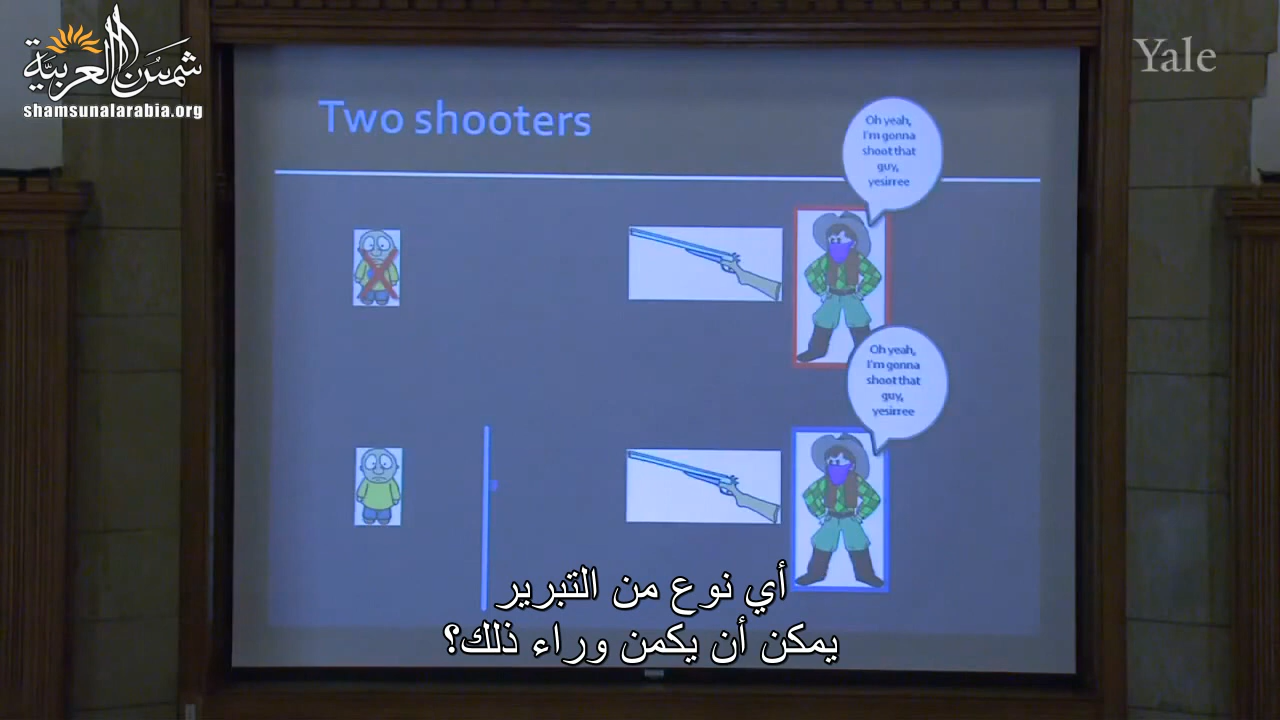 شمس العربية
shamsunalarabia.org
Yale
Two shooters
Oh yeah,
I'm gonna
shoot that
guy,
yesirree
Oh yeah,
I'm gonna
shoot that
guy,
yesirree
أي نوع من التبرير
يمكن أن يكمن وراء ذلك؟